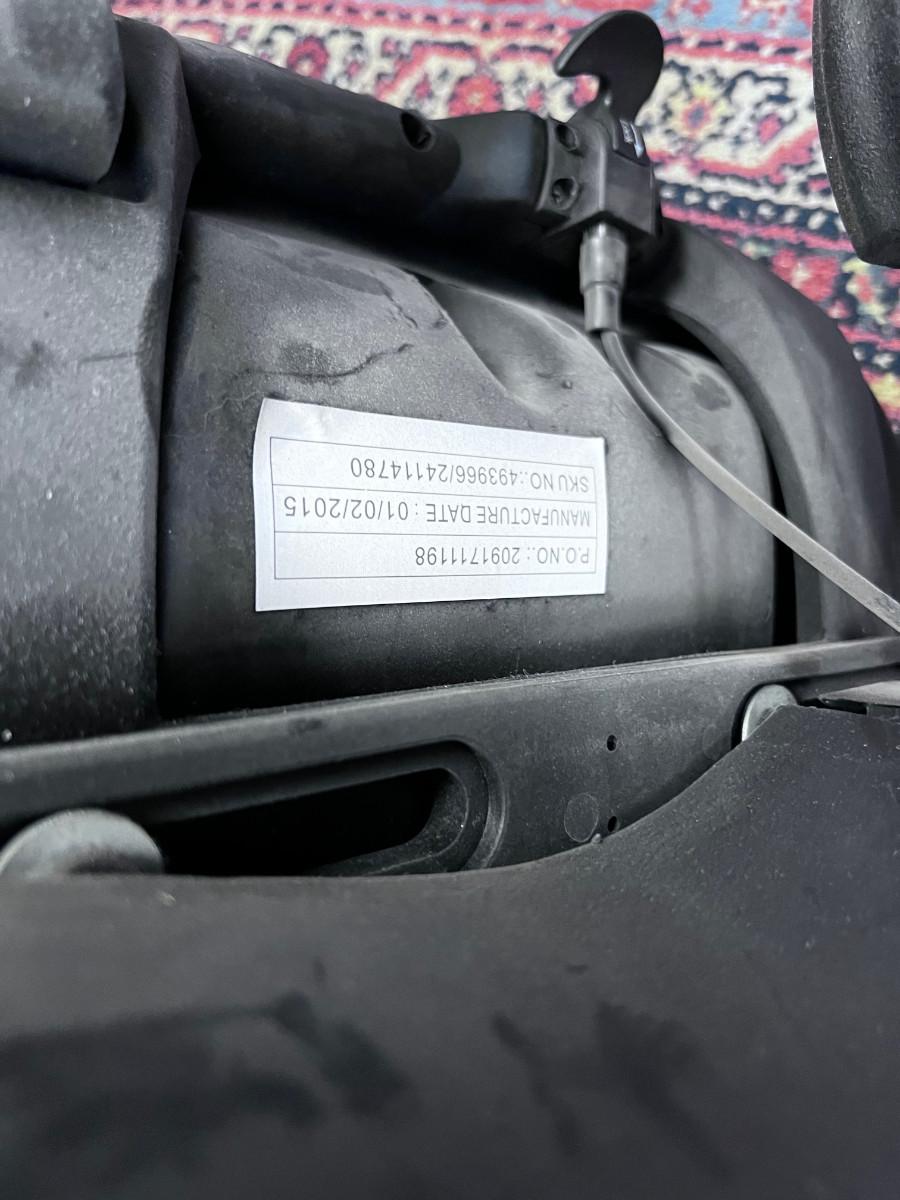 P.O.NO.: 2091711198
MANUFACTURE DATE : 01/02/2015
SKU NO.:493966/24114780